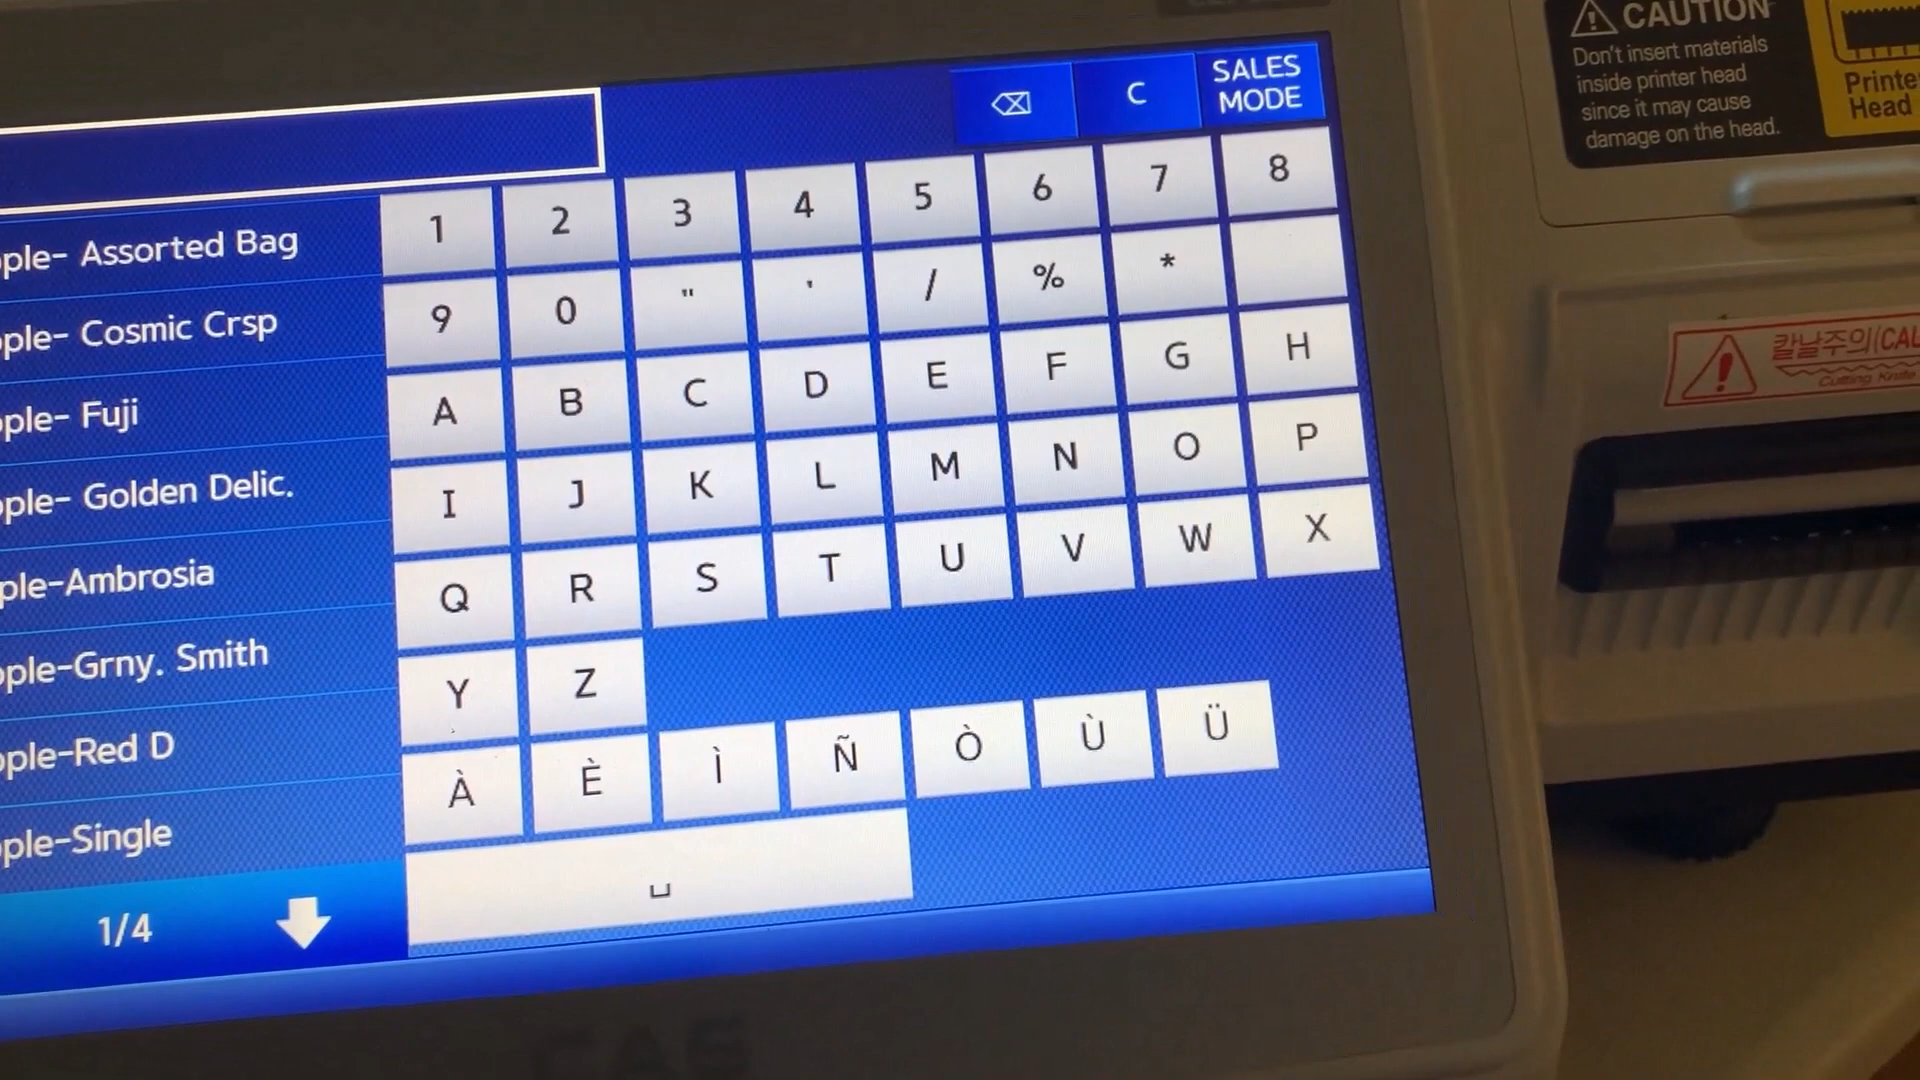 CAUTION
Don't insert materials
inside printer head
since it may cause
damage on the head.
Printe
Head
⌫ C SALES MODE
1 2 3 4 5 6 7 8
9 0 " ' / % *
A B C D E F G H
I J K L M N O P
Q R S T U V W X
Y Z
À È Ì Ñ Ò Ù Ü
␣
ple- Assorted Bag
ple- Cosmic Crsp
ple- Fuji
ple- Golden Delic.
ple-Ambrosia
ple-Grny. Smith
ple-Red D
ple-Single
1/4
칼날주의(CAU
Cutting Knife
CAS